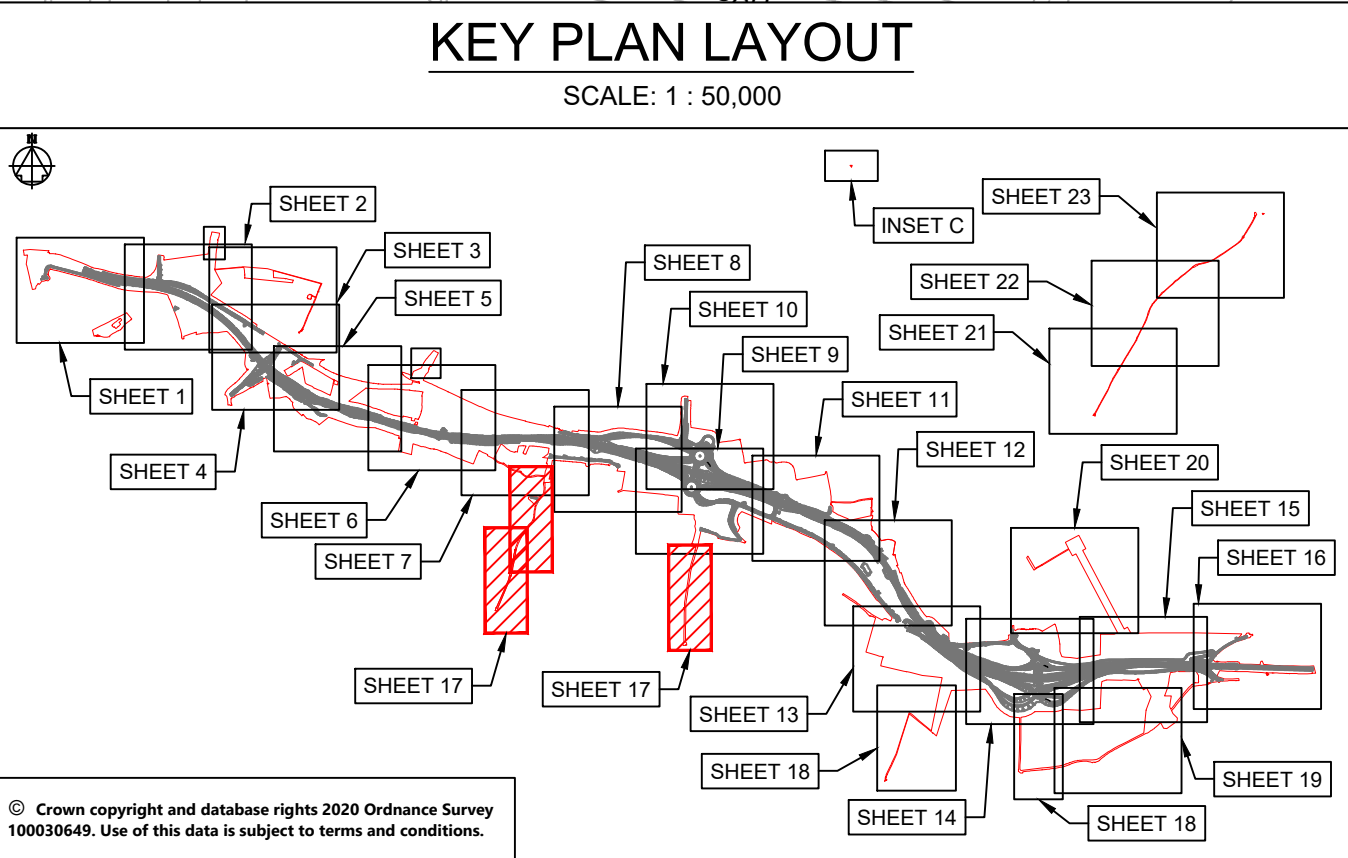 KEY PLAN LAYOUT
SCALE: 1 : 50,000
N
INSET C
SHEET 23
SHEET 2
SHEET 3
SHEET 8
SHEET 22
SHEET 5
SHEET 10
SHEET 21
SHEET 9
SHEET 1
SHEET 11
SHEET 12
SHEET 4
SHEET 20
SHEET 15
SHEET 6
SHEET 7
SHEET 16
SHEET 17
SHEET 17
SHEET 13
SHEET 18
SHEET 19
SHEET 14
SHEET 18
© Crown copyright and database rights 2020 Ordnance Survey
100030649. Use of this data is subject to terms and conditions.